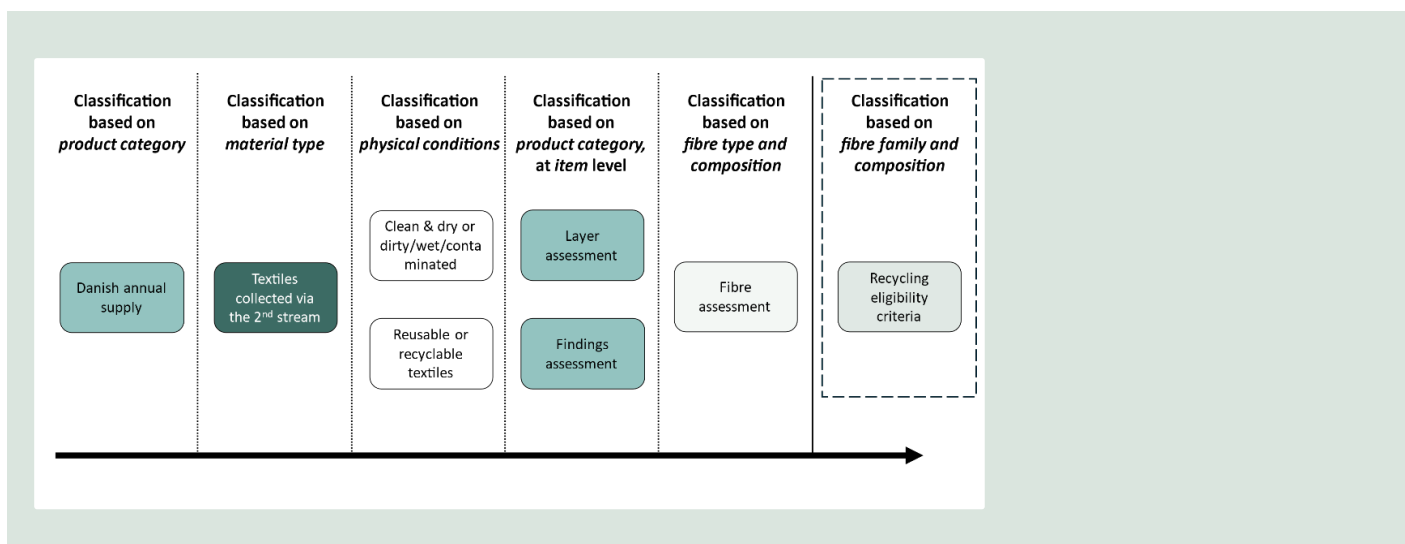 Classification
based on
product category
Classification
based on
material type
Classification
based on
physical conditions
Classification
based on
product category,
at item level
Classification
based on
fibre type and
composition
Classification
based on
fibre family and
composition
Danish annual
supply
Textiles
collected via
the 2nd stream
Clean & dry or
dirty/wet/conta
minated
Reusable or
recyclable
textiles
Layer
assessment
Findings
assessment
Fibre
assessment
Recycling
eligibility
criteria